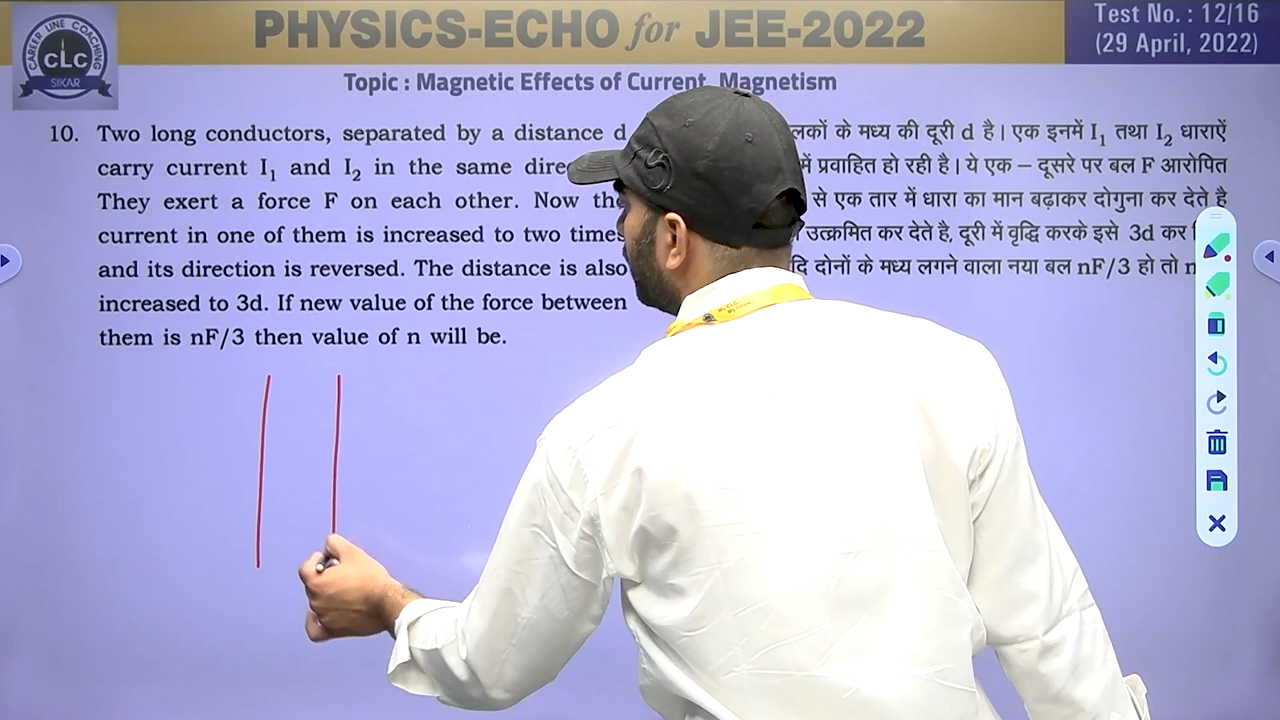 CAREER LINE COACHING
CLC
SIKAR
PHYSICS-ECHO for JEE-2022
Test No. : 12/16
(29 April, 2022)
Topic : Magnetic Effects of Current, Magnetism
10. Two long conductors, separated by a distance d
carry current I₁ and I₂ in the same
They exert a force F on each other. Now the
current in one of them is increased to two times
and its direction is reversed. The distance is also
increased to 3d. If new value of the force between
them is nF/3 then value of n will be.
के मध्य की दूरी d है। एक इनमें I₁ तथा I₂ धाराऐं
में प्रवाहित हो रही है। ये एक – दूसरे पर बल F आरोपित
से एक तार में धारा का मान बढ़ाकर दोगुना कर देते है
उत्क्रमित कर देते है, दूरी में वृद्धि करके इसे 3d कर
दोनों के मध्य लगने वाला नया बल nF/3 हो तो